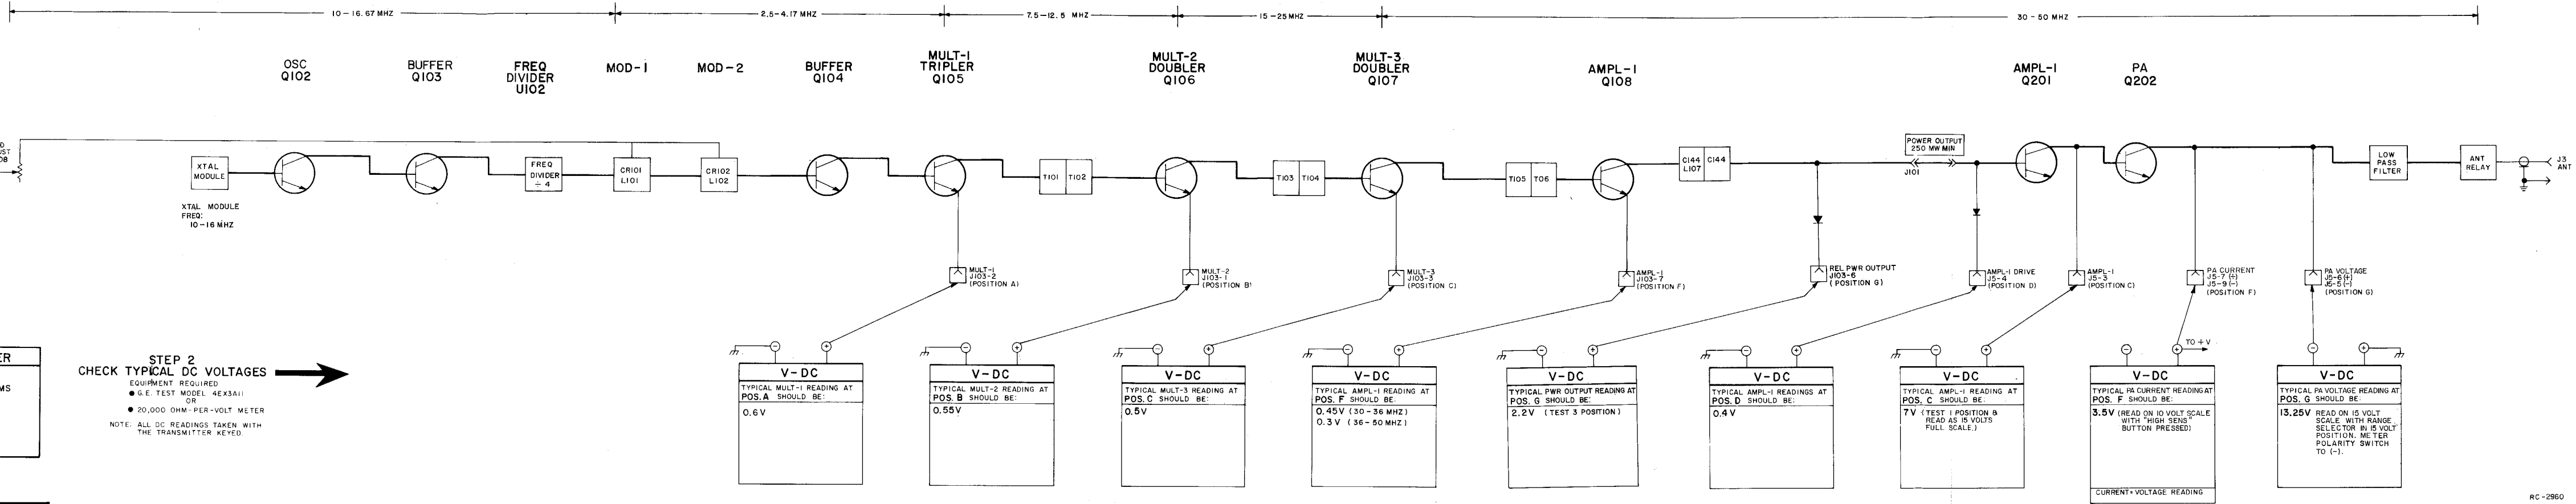 10-16.67 MHZ
2.5-4.17 MHZ
7.5-12.5 MHZ
15-25 MHZ
30-50 MHZ
OSC
Q102
BUFFER
Q103
FREQ
DIVIDER
U102
MOD-1
MOD-2
BUFFER
Q104
MULT-1
TRIPLER
Q105
MULT-2
DOUBLER
Q106
MULT-3
DOUBLER
Q107
AMPL-1
Q108
AMPL-1
Q201
PA
Q202
XTAL
MODULE
XTAL MODULE
FREQ:
10-16 MHZ
FREQ
DIVIDER
÷ 4
CR101
L101
CR102
L102
T101 T102
T103 T104
T105 T06
C144
L107
C144
POWER OUTPUT
250 MW MIN
J101
LOW
PASS
FILTER
ANT
RELAY
J3
ANT
MULT-1
J103-2
(POSITION A)
MULT-2
J103-1
(POSITION B)
MULT-3
J103-3
(POSITION C)
AMPL-1
J103-7
(POSITION F)
REL PWR OUTPUT
J103-6
(POSITION G)
AMPL-1 DRIVE
J5-4
(POSITION D)
AMPL-1
J5-3
(POSITION C)
PA CURRENT
J5-7 (+)
J5-9 (-)
(POSITION F)
PA VOLTAGE
J5-6 (+)
J5-5 (-)
(POSITION G)
STEP 2
CHECK TYPICAL DC VOLTAGES
EQUIPMENT REQUIRED
● G.E. TEST MODEL 4EX3A11
OR
● 20,000 OHM-PER-VOLT METER
NOTE: ALL DC READINGS TAKEN WITH
THE TRANSMITTER KEYED.
V-DC
TYPICAL MULT-1 READING AT
POS. A SHOULD BE:
0.6V
V-DC
TYPICAL MULT-2 READING AT
POS. B SHOULD BE:
0.55V
V-DC
TYPICAL MULT-3 READING AT
POS. C SHOULD BE:
0.5V
V-DC
TYPICAL AMPL-1 READING AT
POS. F SHOULD BE:
0.45V (30-36 MHZ)
0.3V (36-50 MHZ)
V-DC
TYPICAL PWR OUTPUT READING AT
POS. G SHOULD BE:
2.2V (TEST 3 POSITION)
V-DC
TYPICAL AMPL-1 READINGS AT
POS. D SHOULD BE:
0.4V
V-DC
TYPICAL AMPL-1 READING AT
POS. C SHOULD BE:
7V (TEST 1 POSITION &
READ AS 15 VOLTS
FULL SCALE.)
TO +V
V-DC
TYPICAL PA CURRENT READING AT
POS. F SHOULD BE:
3.5V (READ ON 10 VOLT SCALE
WITH "HIGH SENS"
BUTTON PRESSED)
CURRENT = VOLTAGE READING
V-DC
TYPICAL PA VOLTAGE READING AT
POS. G SHOULD BE:
13.25V READ ON 15 VOLT
SCALE WITH RANGE
SELECTOR IN 15 VOLT
POSITION. METER
POLARITY SWITCH
TO (-).
RC-2960